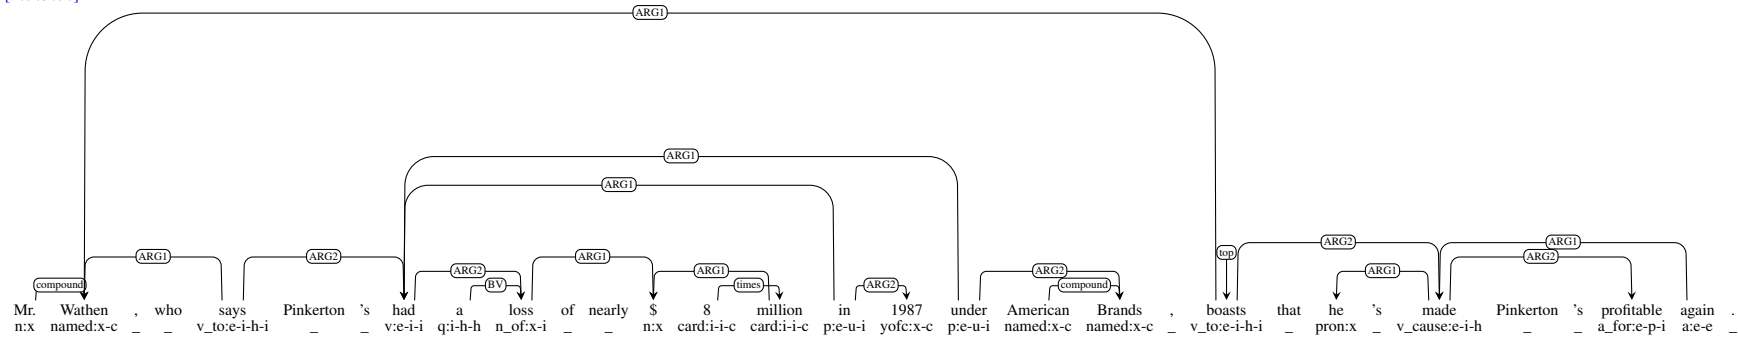 ARG1
ARG1
ARG1
ARG1 ARG2 ARG1 top ARG2 ARG1
ARG2 ARG1 ARG2 ARG1 ARG2
compound BV times ARG2 compound
Mr. Wathen , who says Pinkerton 's had a loss of nearly $ 8 million in 1987 under American Brands , boasts that he 's made Pinkerton 's profitable again .
n:x named:x-c _ _ v_to:e-i-h-i _ _ v:e-i-i q:i-h-h n_of:x-i _ _ n:x card:i-i-c card:i-i-c p:e-u-i yofc:x-c p:e-u-i named:x-c named:x-c _ v_to:e-i-h-i _ pron:x _ v_cause:e-i-h _ _ a_for:e-p-i a:e-e _